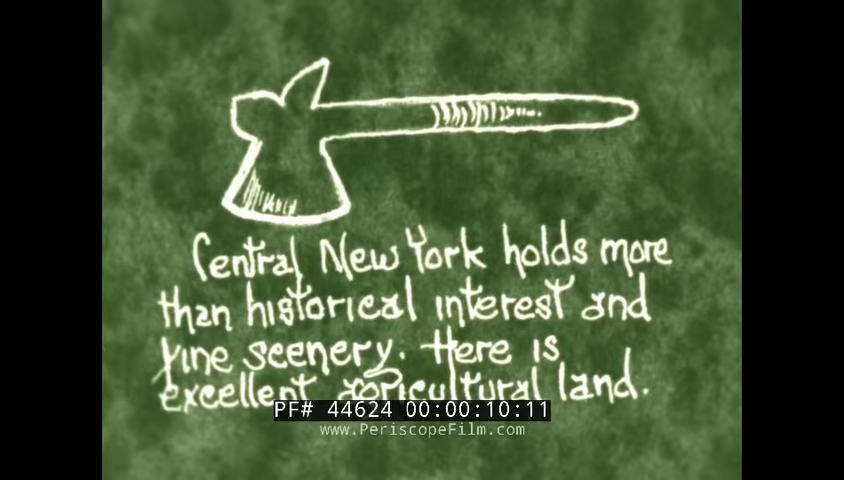 Central New York holds more
than historical interest and
fine scenery. Here is
excellent agricultural land.
PF# 44624 00:00:10:11
www.PeriscopeFilm.com